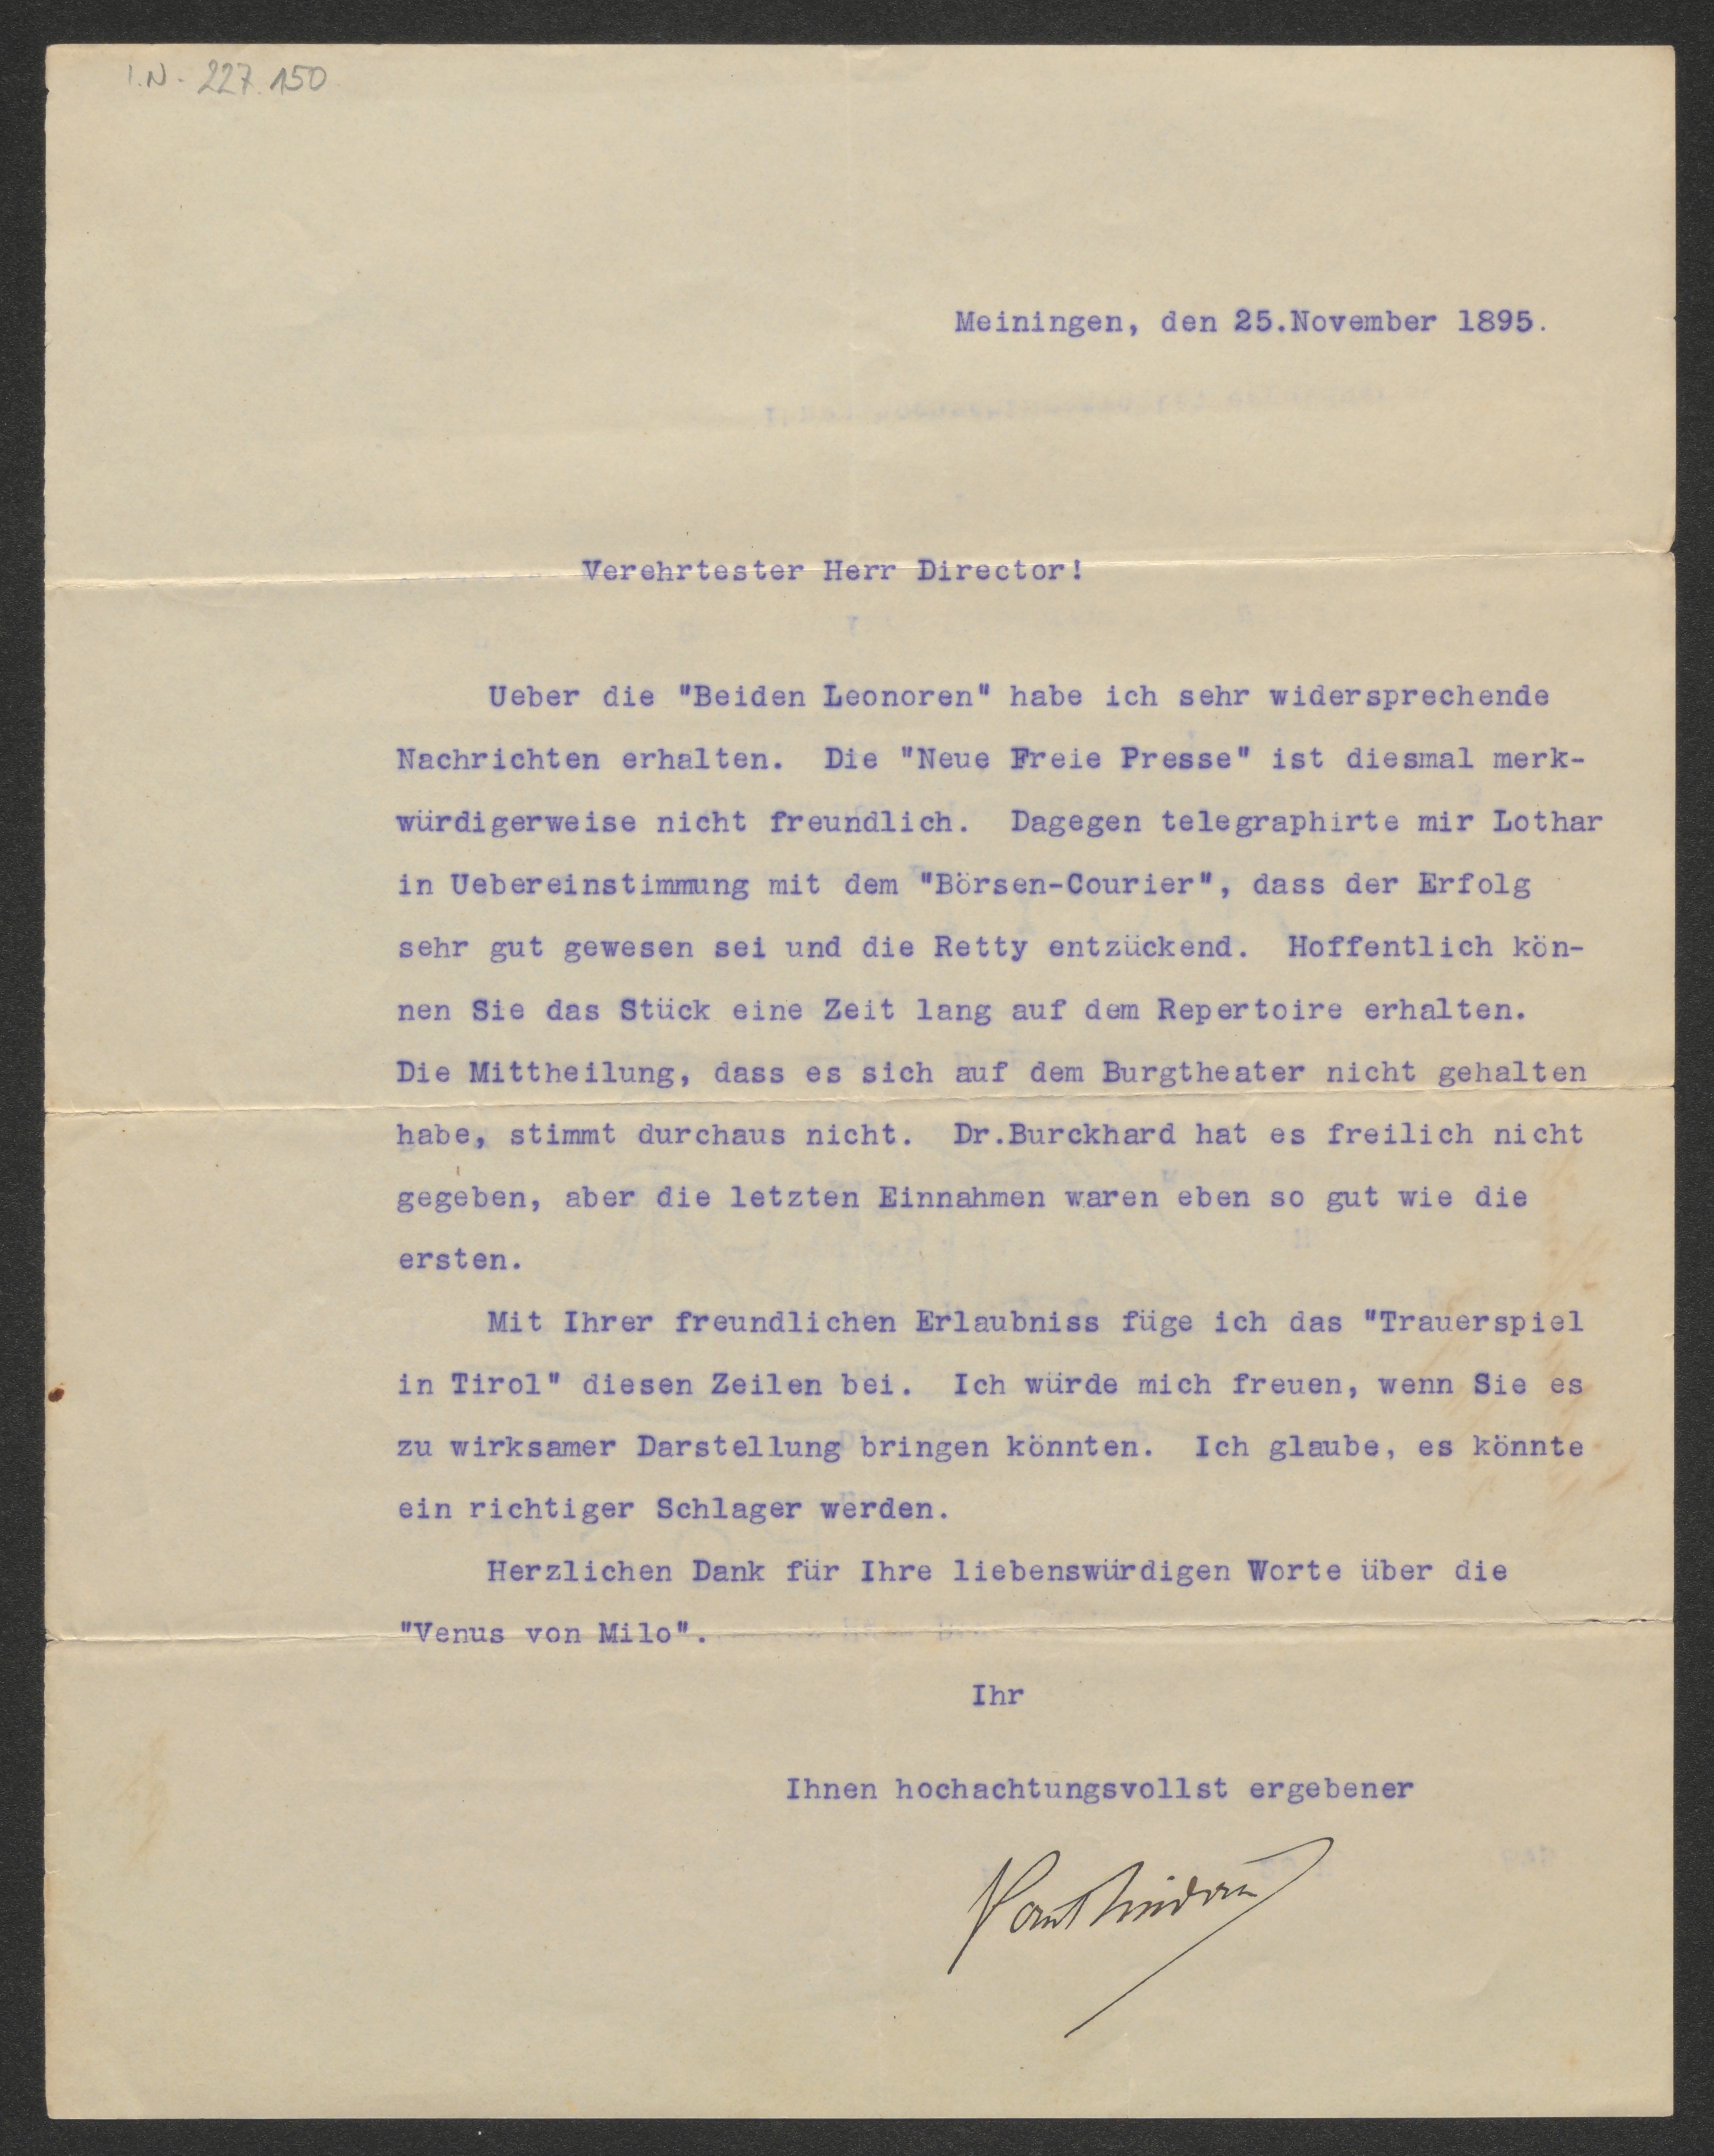 I.N. 227.150
Meiningen, den 25.November 1895.
Verehrtester Herr Director!
Ueber die "Beiden Leonoren" habe ich sehr widersprechende
Nachrichten erhalten. Die "Neue Freie Presse" ist diesmal merk-
würdigerweise nicht freundlich. Dagegen telegraphirte mir Lothar
in Uebereinstimmung mit dem "Börsen-Courier", dass der Erfolg
sehr gut gewesen sei und die Retty entzückend. Hoffentlich kön-
nen Sie das Stück eine Zeit lang auf dem Repertoire erhalten.
Die Mittheilung, dass es sich auf dem Burgtheater nicht gehalten
habe, stimmt durchaus nicht. Dr.Burckhard hat es freilich nicht
gegeben, aber die letzten Einnahmen waren eben so gut wie die
ersten.
Mit Ihrer freundlichen Erlaubniss füge ich das "Trauerspiel
in Tirol" diesen Zeilen bei. Ich würde mich freuen, wenn Sie es
zu wirksamer Darstellung bringen könnten. Ich glaube, es könnte
ein richtiger Schlager werden.
Herzlichen Dank für Ihre liebenswürdigen Worte über die
"Venus von Milo".
Ihr
Ihnen hochachtungsvollst ergebener
Paul Lindau